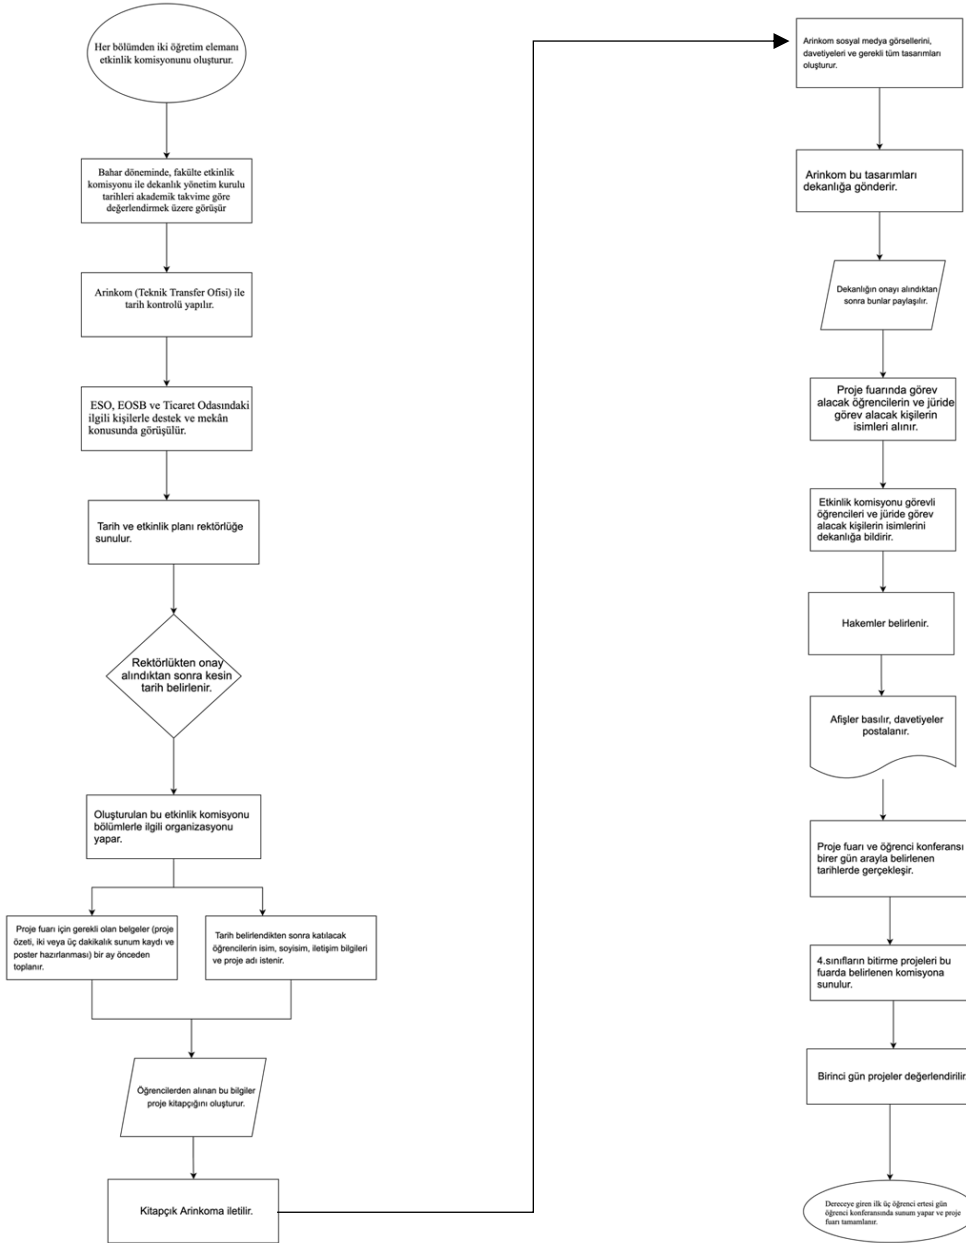 Her bölümden iki öğretim elemanı
etkinlik komisyonunu oluşturur.
Bahar döneminde, fakülte etkinlik
komisyonu ile dekanlık yönetim kurulu
tarihleri akademik takvime göre
değerlendirmek üzere görüşür
Arinkom (Teknik Transfer Ofisi) ile
tarih kontrolü yapılır.
ESO, EOSB ve Ticaret Odasındaki
ilgili kişilerle destek ve mekân
konusunda görüşülür.
Tarih ve etkinlik planı rektörlüğe
sunulur.
Rektörlükten onay
alındıktan sonra kesin
tarih belirlenir.
Oluşturulan bu etkinlik komisyonu
bölümlerle ilgili organizasyonu
yapar.
Proje fuarı için gerekli olan belgeler (proje
özeti, iki veya üç dakikalık sunum kaydı ve
poster hazırlanması) bir ay önceden
toplanır.
Tarih belirlendikten sonra katılacak
öğrencilerin isim, soyisim, iletişim bilgileri
ve proje adı istenir.
Öğrencilerden alınan bu bilgiler
proje kitapçığını oluşturur.
Kitapçık Arinkoma iletilir.
Arinkom sosyal medya görsellerini,
davetiyeleri ve gerekli tüm tasarımları
oluşturur.
Arinkom bu tasarımları
dekanlığa gönderir.
Dekanlığın onayı alındıktan
sonra bunlar paylaşılır.
Proje fuarında görev
alacak öğrencilerin ve jüride
görev alacak kişilerin
isimleri alınır.
Etkinlik komisyonu görevli
öğrencileri ve jüride görev
alacak kişilerin isimlerini
dekanlığa bildirir.
Hakemler belirlenir.
Afişler basılır, davetiyeler
postalanır.
Proje fuarı ve öğrenci konferansı
birer gün arayla belirlenen
tarihlerde gerçekleşir.
4.sınıfların bitirme projeleri bu
fuarda belirlenen komisyona
sunulur.
Birinci gün projeler değerlendirilir.
Dereceye giren ilk üç öğrenci ertesi gün
öğrenci konferansında sunum yapar ve proje
fuarı tamamlanır.